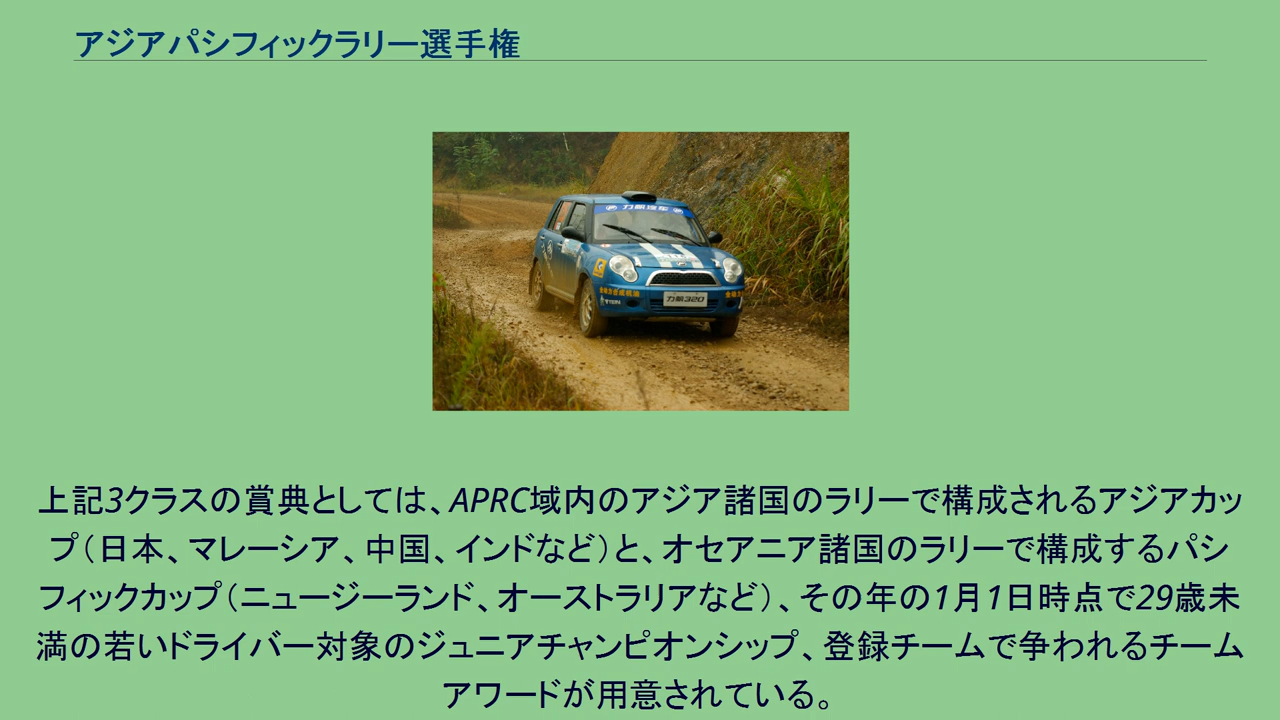 アジアパシフィックラリー選手権
力帆汽车
力帆320
上記3クラスの賞典としては、APRC域内のアジア諸国のラリーで構成されるアジアカッ
プ（日本、マレーシア、中国、インドなど）と、オセアニア諸国のラリーで構成するパシ
フィックカップ（ニュージーランド、オーストラリアなど）、その年の1月1日時点で29歳未
満の若いドライバー対象のジュニアチャンピオンシップ、登録チームで争われるチーム
アワードが用意されている。